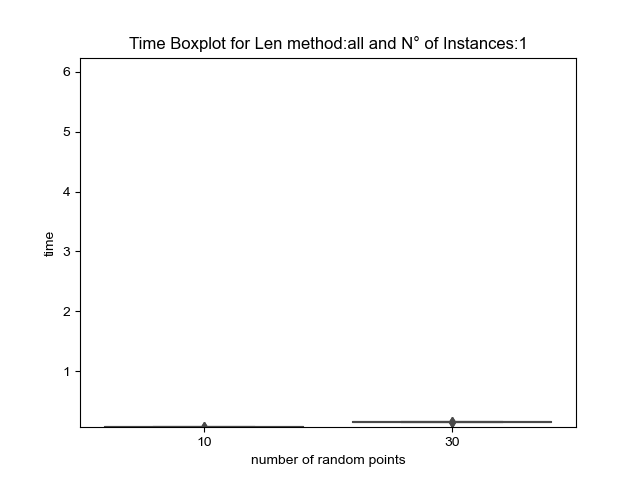 Time Boxplot for Len method:all and N° of Instances:1
6
5
4
3
2
1
time
10 30
number of random points